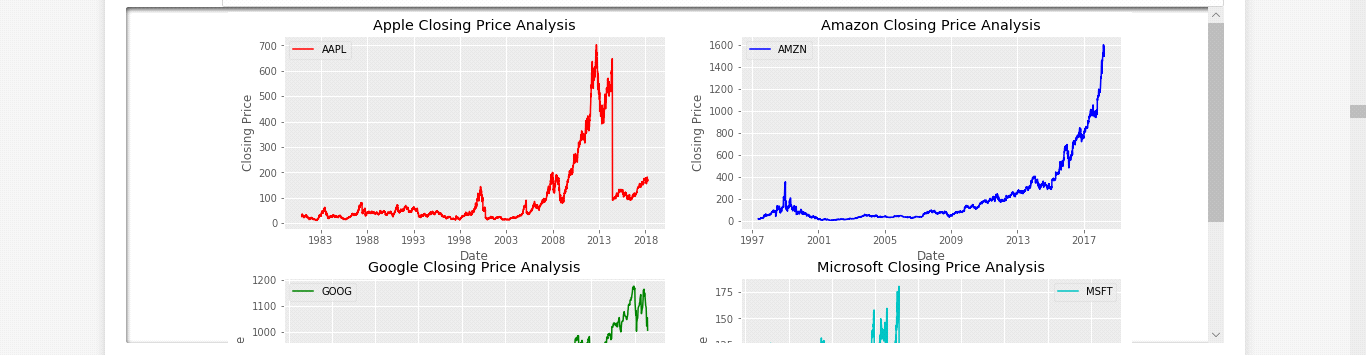 Apple Closing Price Analysis
AAPL
700
600
500
400
300
200
100
0
Closing Price
1983 1988 1993 1998 2003 2008 2013 2018
Date
Amazon Closing Price Analysis
AMZN
1600
1400
1200
1000
800
600
400
200
0
Closing Price
1997 2001 2005 2009 2013 2017
Date
Google Closing Price Analysis
GOOG
1200
1100
1000
Microsoft Closing Price Analysis
MSFT
175
150
125